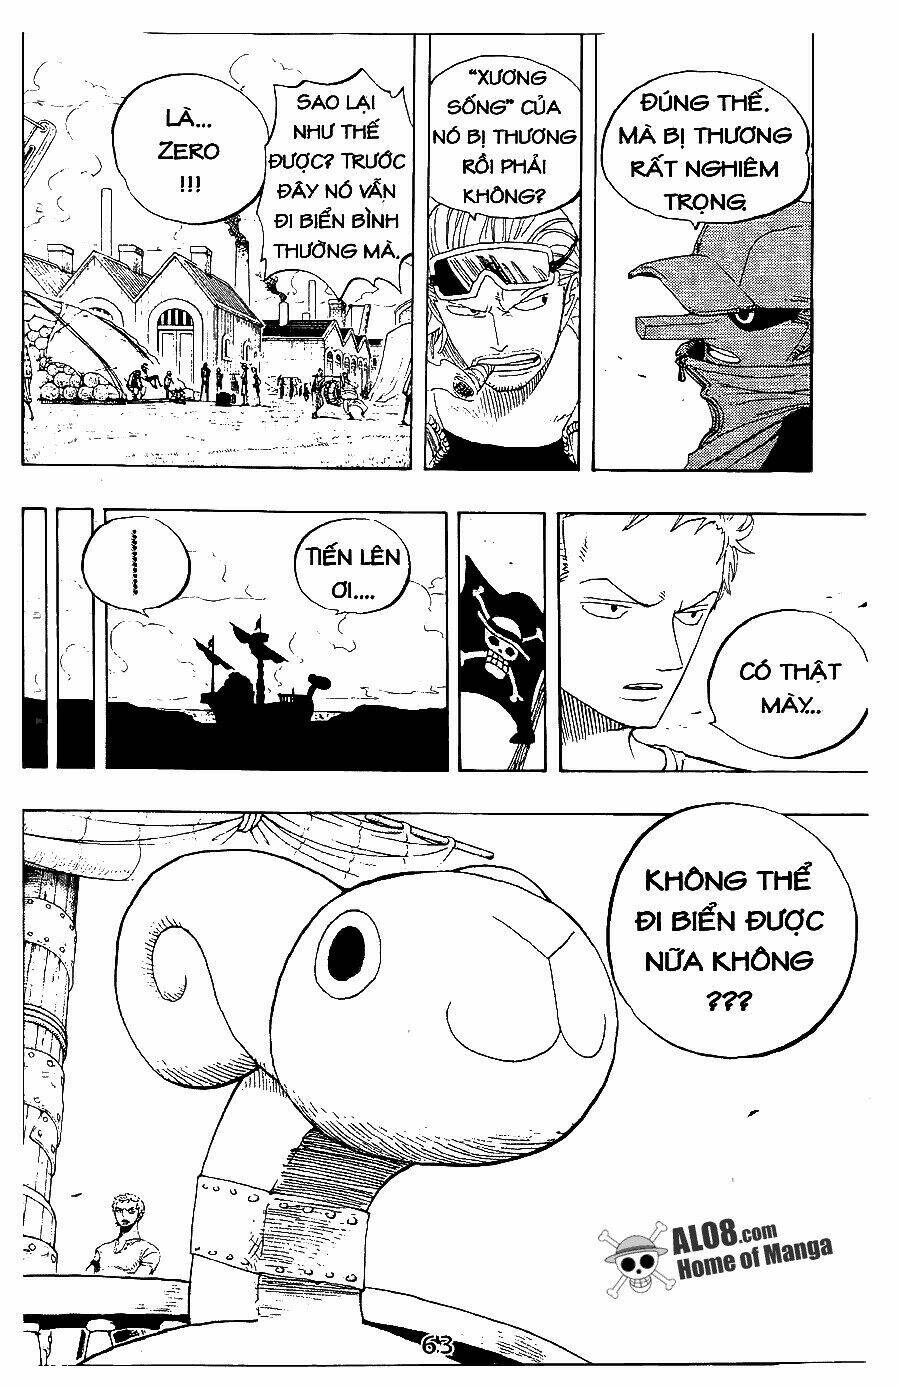 ĐÚNG THẾ.
MÀ BỊ THƯƠNG
RẤT NGHIÊM
TRỌNG.
“XƯƠNG
SỐNG” CỦA
NÓ BỊ THƯƠNG
RỒI PHẢI
KHÔNG?
SAO LẠI
NHƯ THẾ
ĐƯỢC? TRƯỚC
ĐÂY NÓ VẪN
ĐI BIỂN BÌNH
THƯỜNG MÀ.
LÀ...
ZERO
!!!
CÓ THẬT
MÀY...
TIẾN LÊN
ƠI....
............
KHÔNG THỂ
ĐI BIỂN ĐƯỢC
NỮA KHÔNG
???
AL08.com
Home of Manga
63